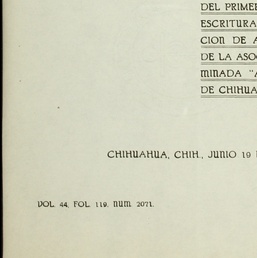 DEL PRIME
ESCRITURA
CION DE A
DE LA ASO
MINADA "A
DE CHIHUA
CHIHUAHUA, CHIH., JUNIO 19
VOL. 44, FOL. 119, NUM. 2071.